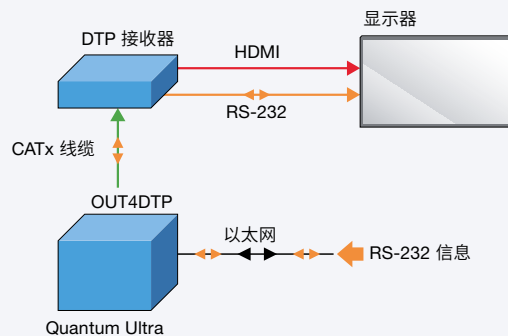 显示器
DTP 接收器
HDMI
RS-232
CATx 线缆
OUT4DTP
以太网
RS-232 信息
Quantum Ultra